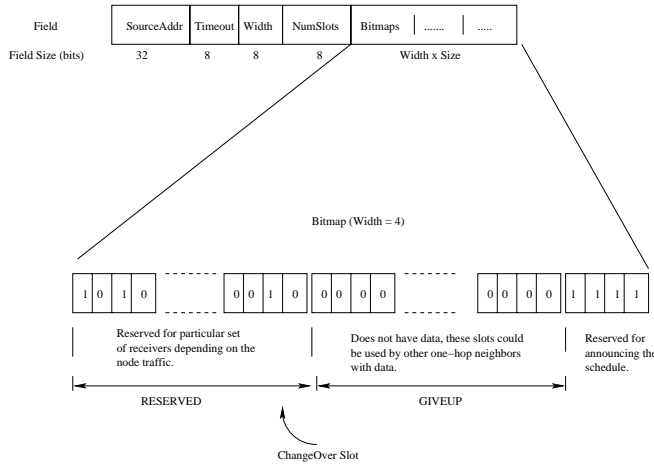 Field SourceAddr Timeout Width NumSlots Bitmaps ....... .....
Field Size (bits) 32 8 8 8 Width x Size
Bitmap (Width = 4)
1 0 1 0 0 0 1 0 0 0 0 0 0 0 0 0 1 1 1 1
Reserved for particular set
of receivers depending on the
node traffic.
Does not have data, these slots could
be used by other one-hop neighbors
with data.
Reserved for
announcing the
schedule.
RESERVED GIVEUP
ChangeOver Slot